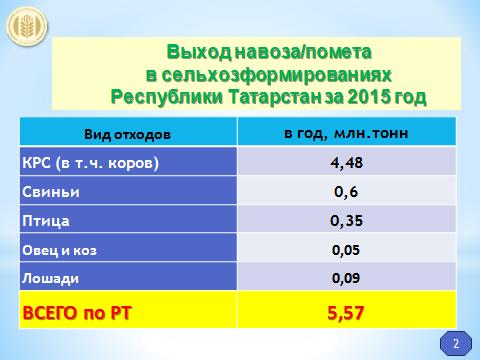 Выход навоза/помета
в сельхозформированиях
Республики Татарстан за 2015 год
Вид отходов в год, млн.тонн
КРС (в т.ч. коров) 4,48
Свиньи 0,6
Птица 0,35
Овец и коз 0,05
Лошади 0,09
ВСЕГО по РТ 5,57
2